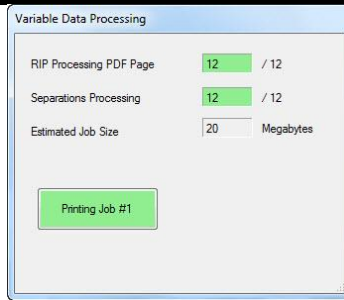 Variable Data Processing
RIP Processing PDF Page 12 / 12
Separations Processing 12 / 12
Estimated Job Size 20 Megabytes
Printing Job #1